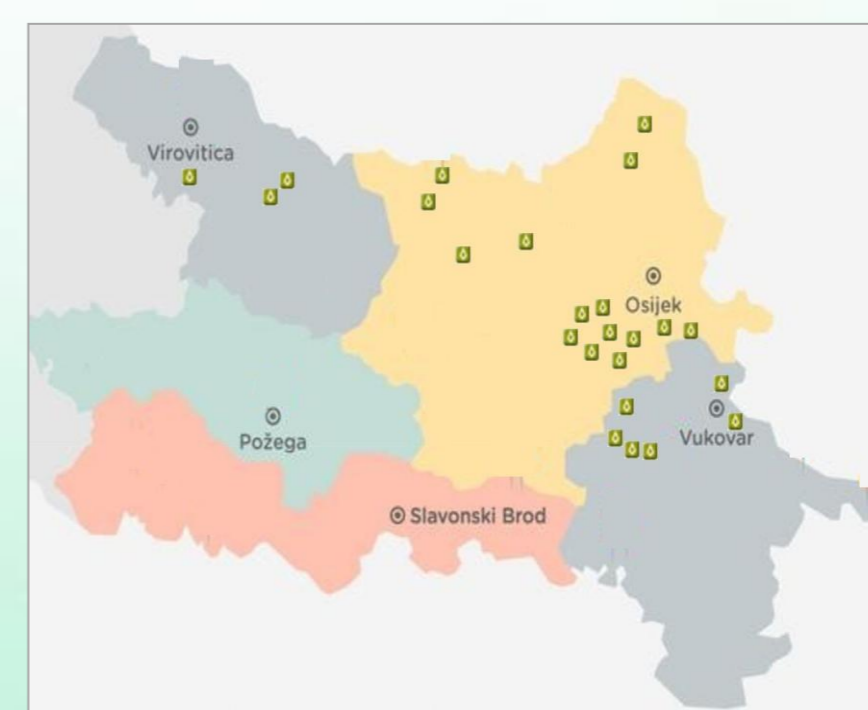 Virovitica
Osijek
Požega
Vukovar
Slavonski Brod